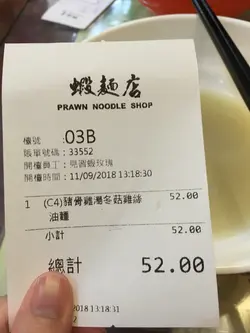 蝦麵店
PRAWN NOODLE SHOP
檯號 : 03B
賬單號碼: 33552
開檯員工:
開檯時間: 11/09/2018 13:18:30
1 (C4)豬骨雞湯冬菇雞絲 52.00
油麵
小計 52.00
總計 52.00
2018 13:18:31